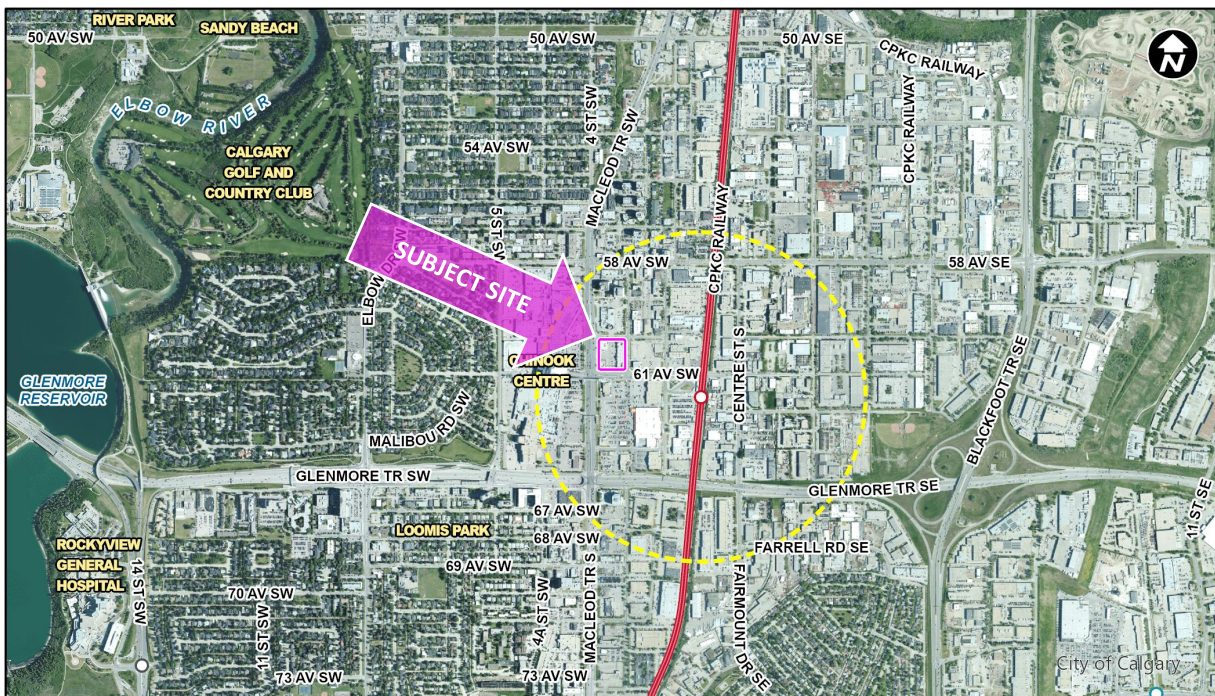 RIVER PARK
SANDY BEACH
50 AV SW
50 AV SW
50 AV SE
CPKC RAILWAY
N
ELBOW RIVER
4 ST SW
MACLEOD TR SW
CPKC RAILWAY
54 AV SW
CALGARY
GOLF AND
COUNTRY CLUB
5 ST SW
CPKC RAILWAY
ELBOW DR SW
SUBJECT SITE
58 AV SW
58 AV SE
CHINOOK
CENTRE
61 AV SW
CENTRE ST S
BLACKFOOT TR SE
GLENMORE
RESERVOIR
MALIBOU RD SW
GLENMORE TR SW
GLENMORE TR SE
11 ST SE
67 AV SW
LOOMIS PARK
68 AV SW
FARRELL RD SE
ROCKYVIEW
GENERAL
HOSPITAL
14 ST SW
69 AV SW
70 AV SW
11 ST SW
4A ST SW
MACLEOD TR S
FAIRMOUNT DR SE
73 AV SW
73 AV SW
City of Calgary